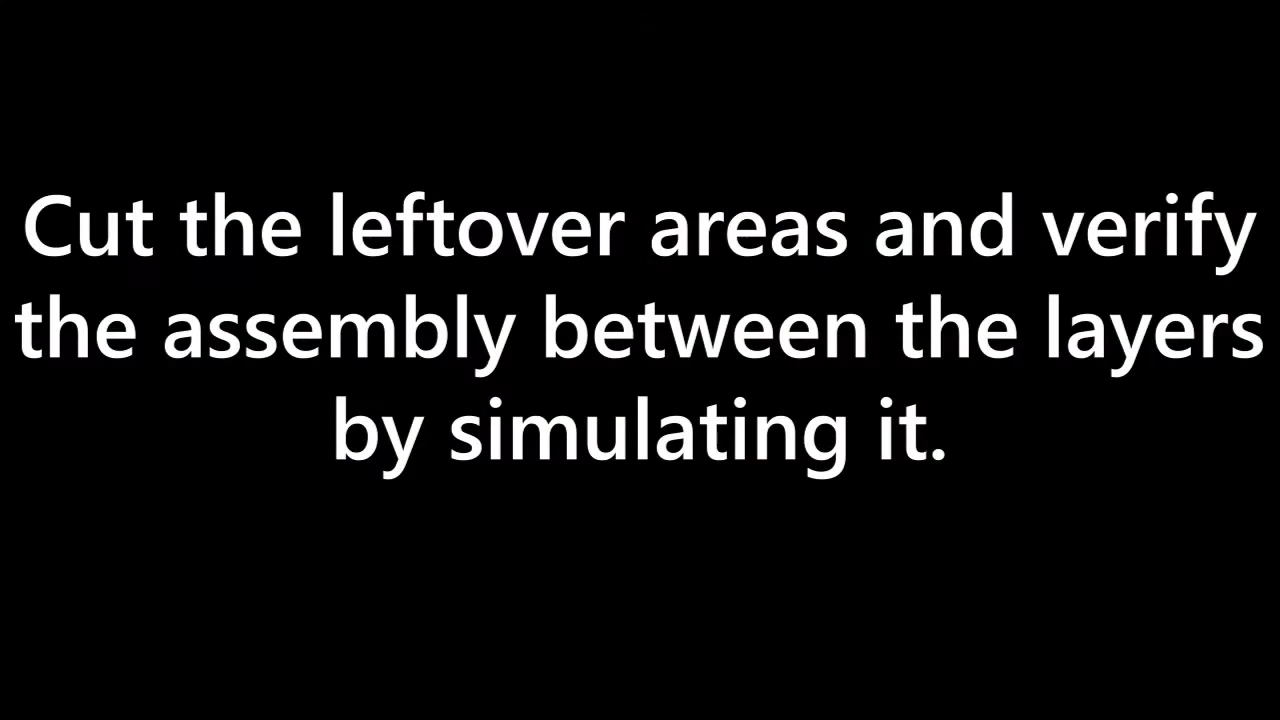 Cut the leftover areas and verify
the assembly between the layers
by simulating it.